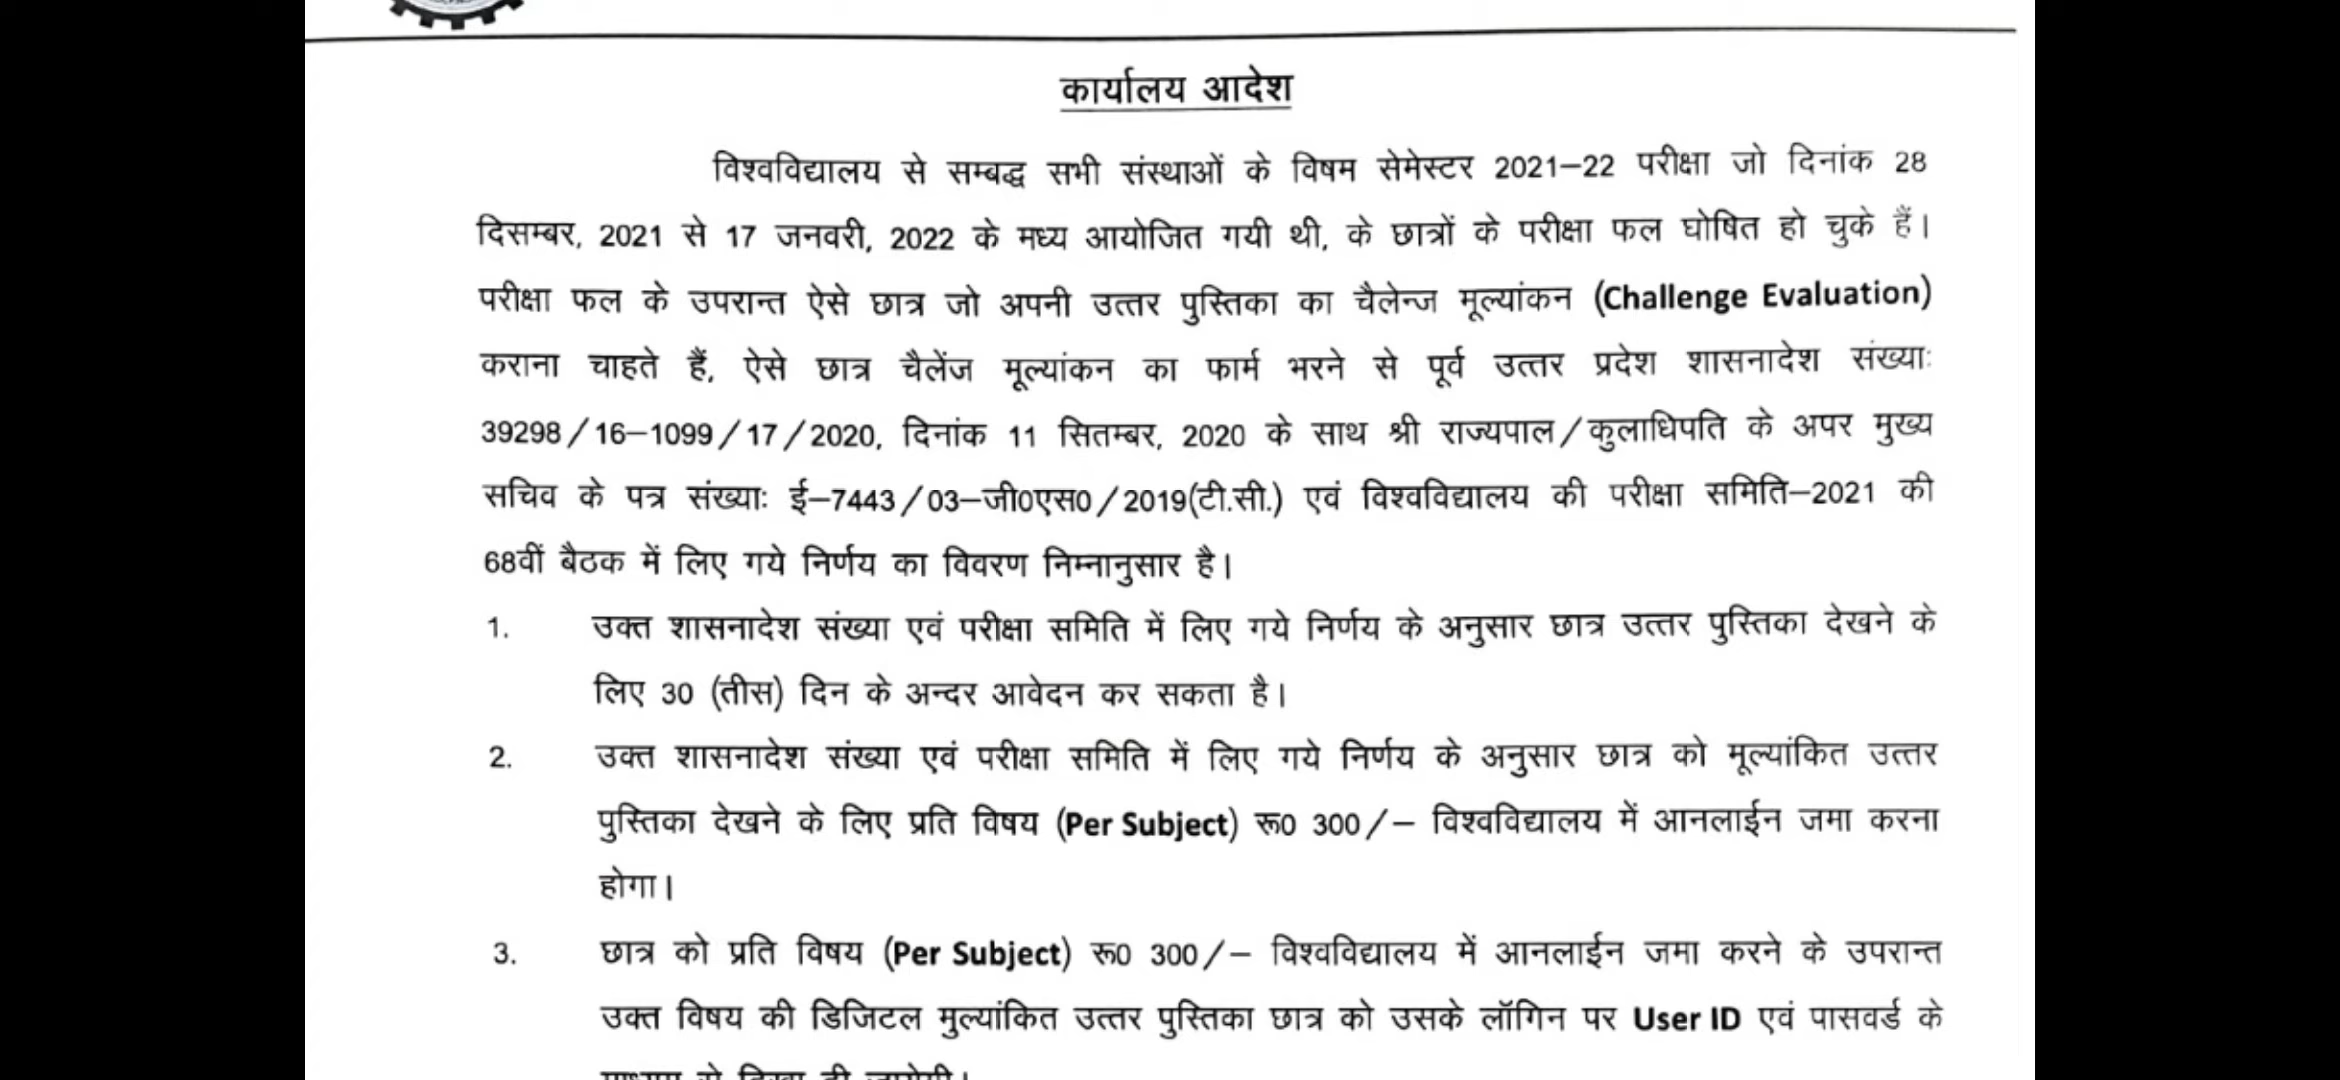 कार्यालय आदेश
विश्वविद्यालय से सम्बद्ध सभी संस्थाओं के विषम सेमेस्टर 2021–22 परीक्षा जो दिनांक 28
दिसम्बर, 2021 से 17 जनवरी, 2022 के मध्य आयोजित गयी थी, के छात्रों के परीक्षा फल घोषित हो चुके हैं।
परीक्षा फल के उपरान्त ऐसे छात्र जो अपनी उत्तर पुस्तिका का चैलेन्ज मूल्यांकन (Challenge Evaluation)
कराना चाहते हैं, ऐसे छात्र चैलेंज मूल्यांकन का फार्म भरने से पूर्व उत्तर प्रदेश शासनादेश संख्याः
39298/16–1099/17/2020, दिनांक 11 सितम्बर, 2020 के साथ श्री राज्यपाल/कुलाधिपति के अपर मुख्य
सचिव के पत्र संख्याः ई–7443/03–जी0एस0/2019(टी.सी.) एवं विश्वविद्यालय की परीक्षा समिति–2021 की
68वीं बैठक में लिए गये निर्णय का विवरण निम्नानुसार है।
1. उक्त शासनादेश संख्या एवं परीक्षा समिति में लिए गये निर्णय के अनुसार छात्र उत्तर पुस्तिका देखने के
लिए 30 (तीस) दिन के अन्दर आवेदन कर सकता है।
2. उक्त शासनादेश संख्या एवं परीक्षा समिति में लिए गये निर्णय के अनुसार छात्र को मूल्यांकित उत्तर
पुस्तिका देखने के लिए प्रति विषय (Per Subject) रू0 300/– विश्वविद्यालय में आनलाईन जमा करना
होगा।
3. छात्र को प्रति विषय (Per Subject) रू0 300/– विश्वविद्यालय में आनलाईन जमा करने के उपरान्त
उक्त विषय की डिजिटल मुल्यांकित उत्तर पुस्तिका छात्र को उसके लॉगिन पर User ID एवं पासवर्ड के